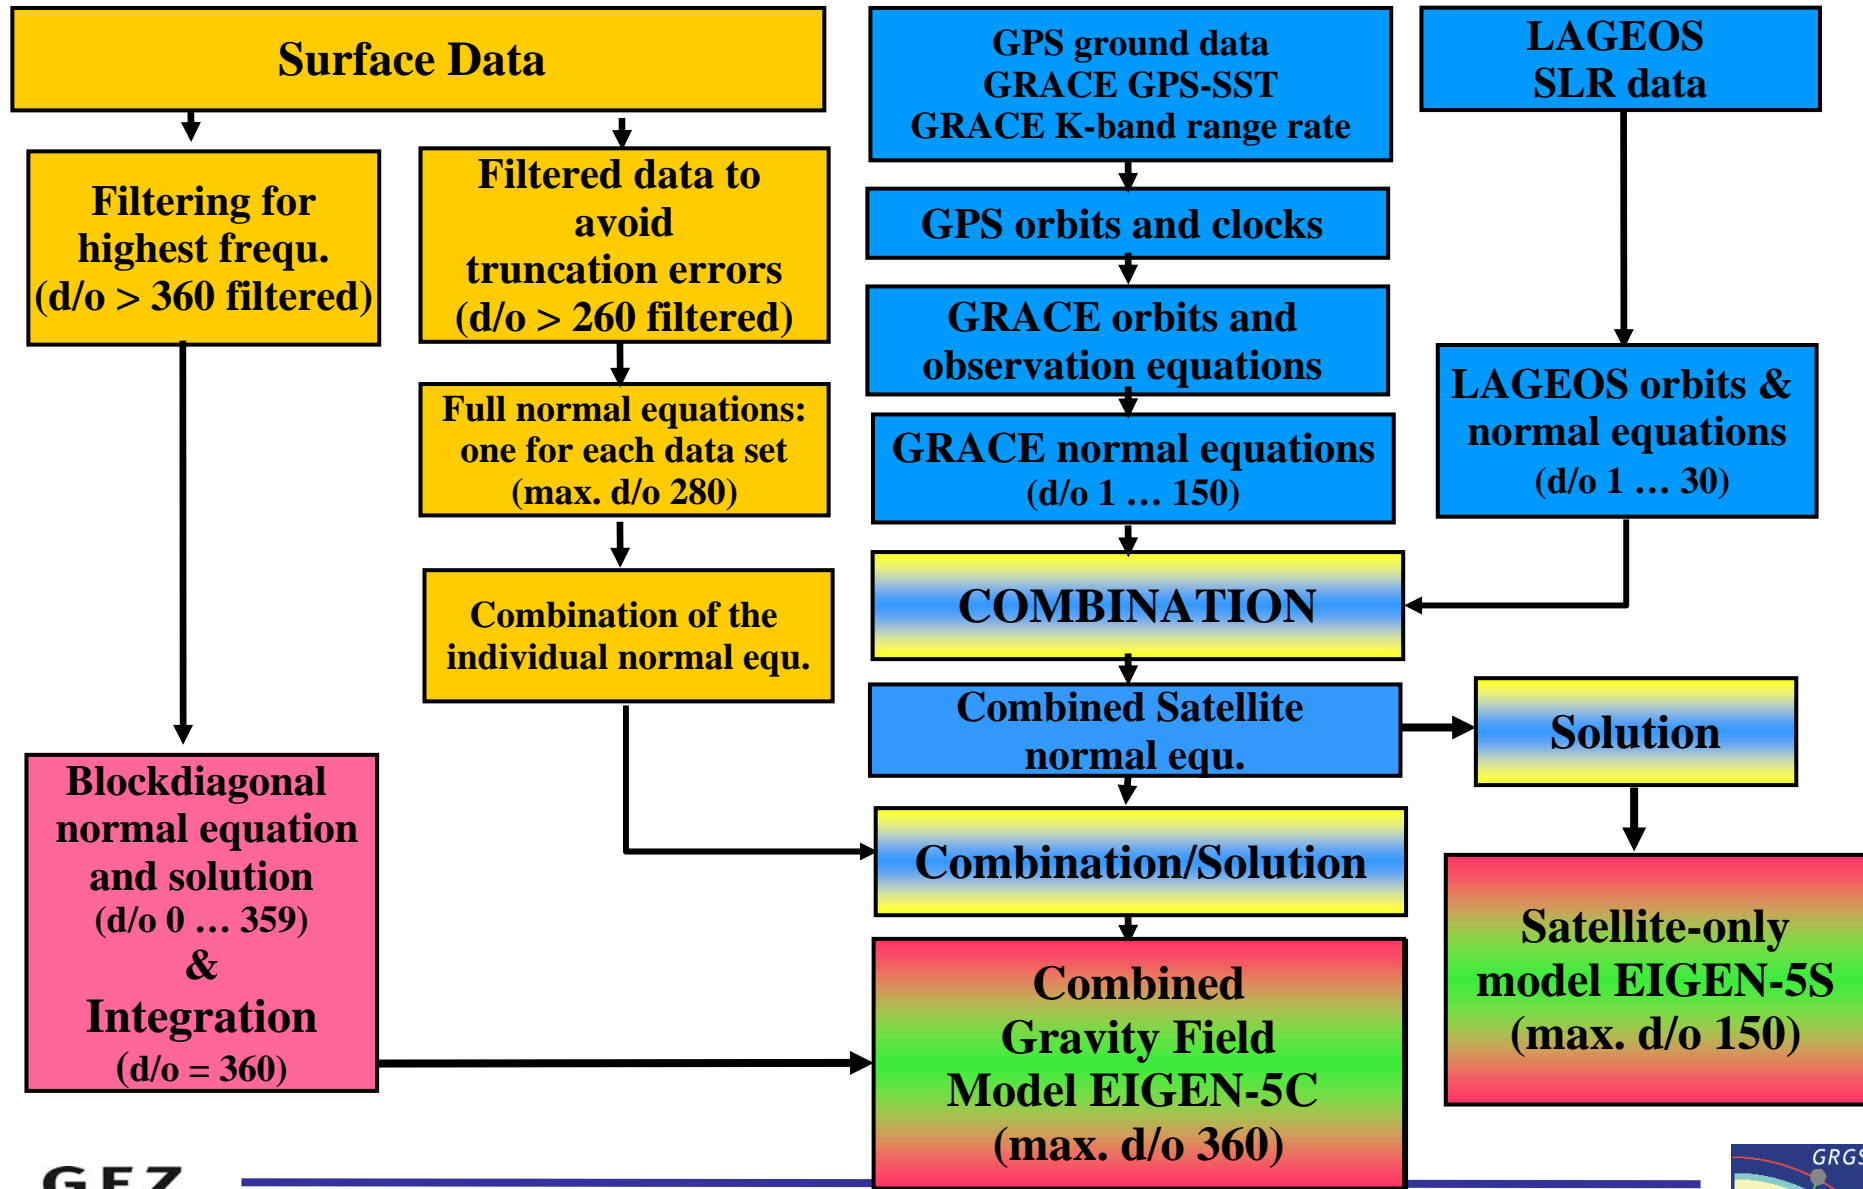 Surface Data
GPS ground data
GRACE GPS-SST
GRACE K-band range rate
LAGEOS
SLR data
Filtering for
highest frequ.
(d/o > 360 filtered)
Filtered data to
avoid
truncation errors
(d/o > 260 filtered)
GPS orbits and clocks
GRACE orbits and
observation equations
LAGEOS orbits &
normal equations
(d/o 1 … 30)
Full normal equations:
one for each data set
(max. d/o 280)
GRACE normal equations
(d/o 1 … 150)
Combination of the
individual normal equ.
COMBINATION
Combined Satellite
normal equ.
Solution
Blockdiagonal
normal equation
and solution
(d/o 0 … 359)
&
Integration
(d/o = 360)
Combination/Solution
Combined
Gravity Field
Model EIGEN-5C
(max. d/o 360)
Satellite-only
model EIGEN-5S
(max. d/o 150)
GFZ
GRGS